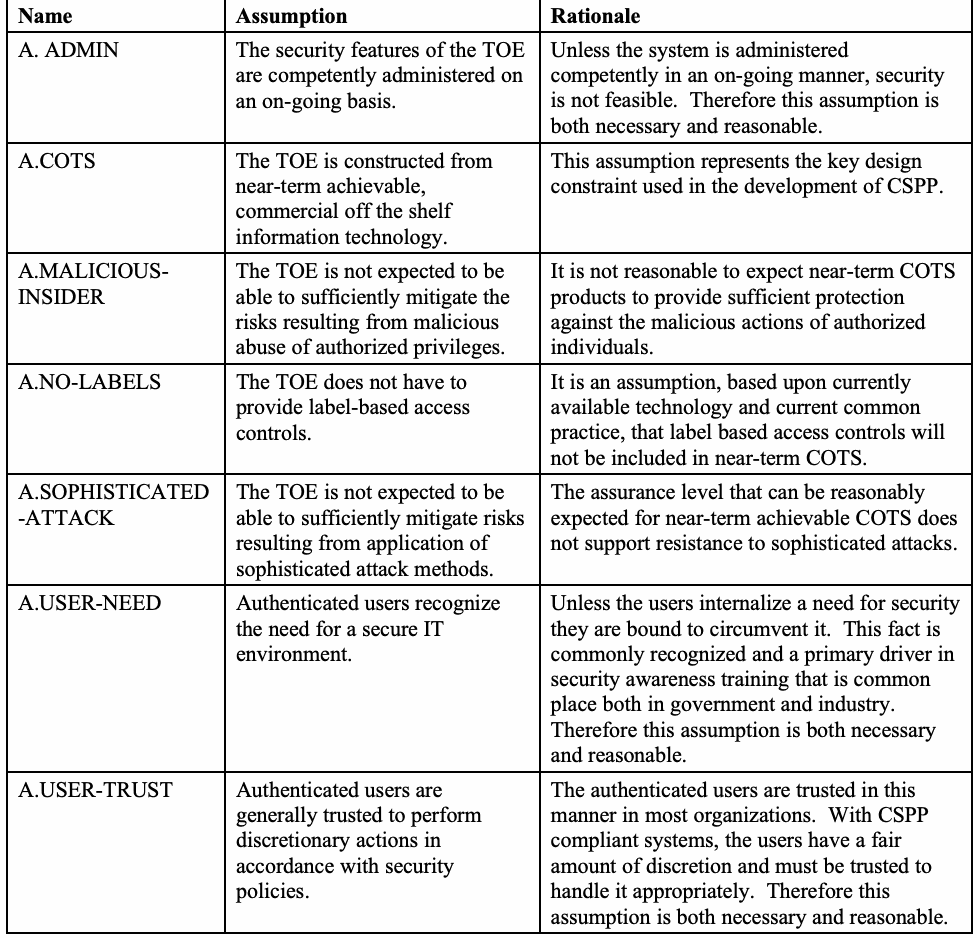 Name
Assumption
Rationale
A. ADMIN
The security features of the TOE
are competently administered on
an on-going basis.
Unless the system is administered
competently in an on-going manner, security
is not feasible.  Therefore this assumption is
both necessary and reasonable.
A.COTS
The TOE is constructed from
near-term achievable,
commercial off the shelf
information technology.
This assumption represents the key design
constraint used in the development of CSPP.
A.MALICIOUS-
INSIDER
The TOE is not expected to be
able to sufficiently mitigate the
risks resulting from malicious
abuse of authorized privileges.
It is not reasonable to expect near-term COTS
products to provide sufficient protection
against the malicious actions of authorized
individuals.
A.NO-LABELS
The TOE does not have to
provide label-based access
controls.
It is an assumption, based upon currently
available technology and current common
practice, that label based access controls will
not be included in near-term COTS.
A.SOPHISTICATED
-ATTACK
The TOE is not expected to be
able to sufficiently mitigate risks
resulting from application of
sophisticated attack methods.
The assurance level that can be reasonably
expected for near-term achievable COTS does
not support resistance to sophisticated attacks.
A.USER-NEED
Authenticated users recognize
the need for a secure IT
environment.
Unless the users internalize a need for security
they are bound to circumvent it.  This fact is
commonly recognized and a primary driver in
security awareness training that is common
place both in government and industry.
Therefore this assumption is both necessary
and reasonable.
A.USER-TRUST
Authenticated users are
generally trusted to perform
discretionary actions in
accordance with security
policies.
The authenticated users are trusted in this
manner in most organizations.  With CSPP
compliant systems, the users have a fair
amount of discretion and must be trusted to
handle it appropriately.  Therefore this
assumption is both necessary and reasonable.